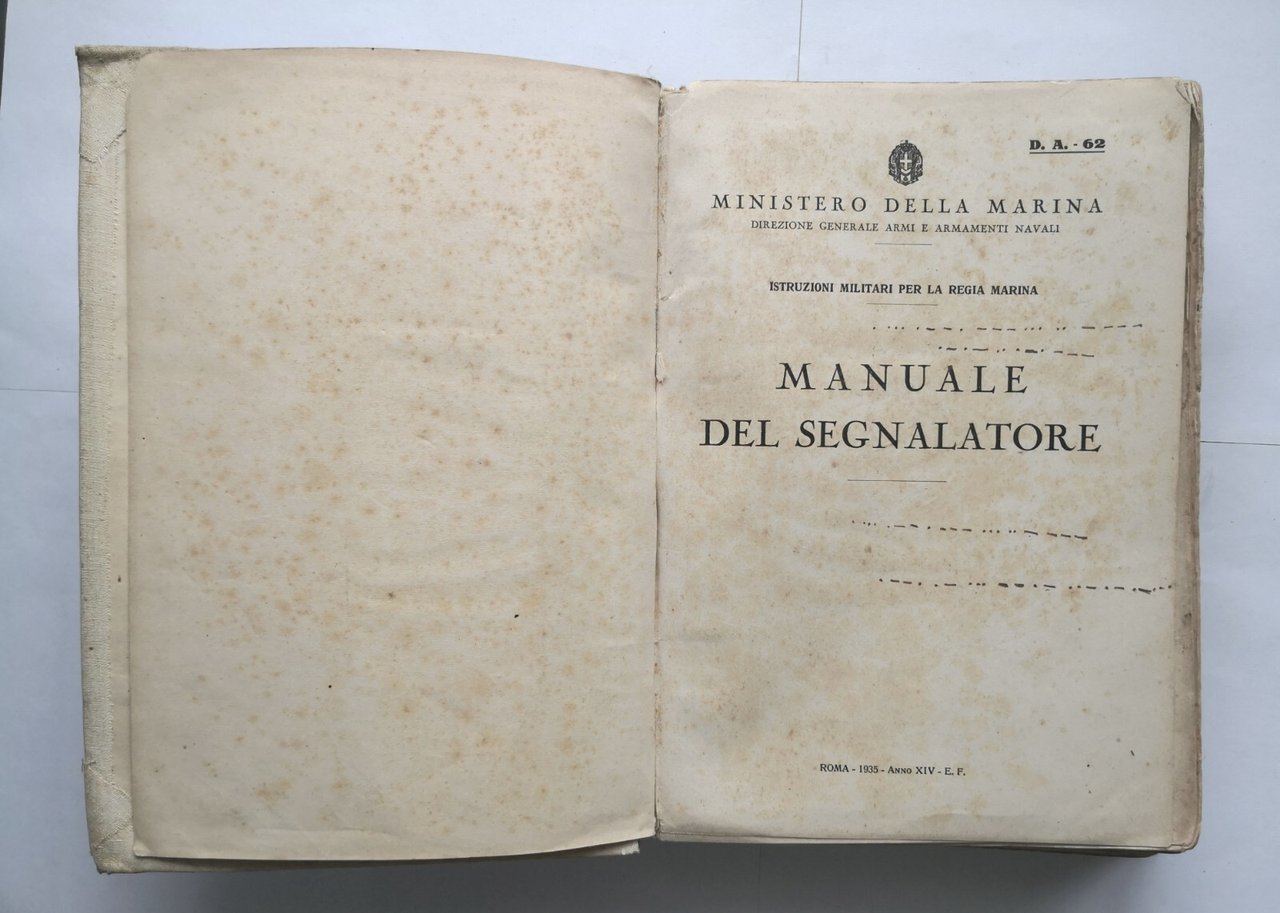 D. A. - 62
MINISTERO DELLA MARINA
DIREZIONE GENERALE ARMI E ARMAMENTI NAVALI
ISTRUZIONI MILITARI PER LA REGIA MARINA
MANUALE
DEL SEGNALATORE
ROMA - 1935 - ANNO XIV - E. F.